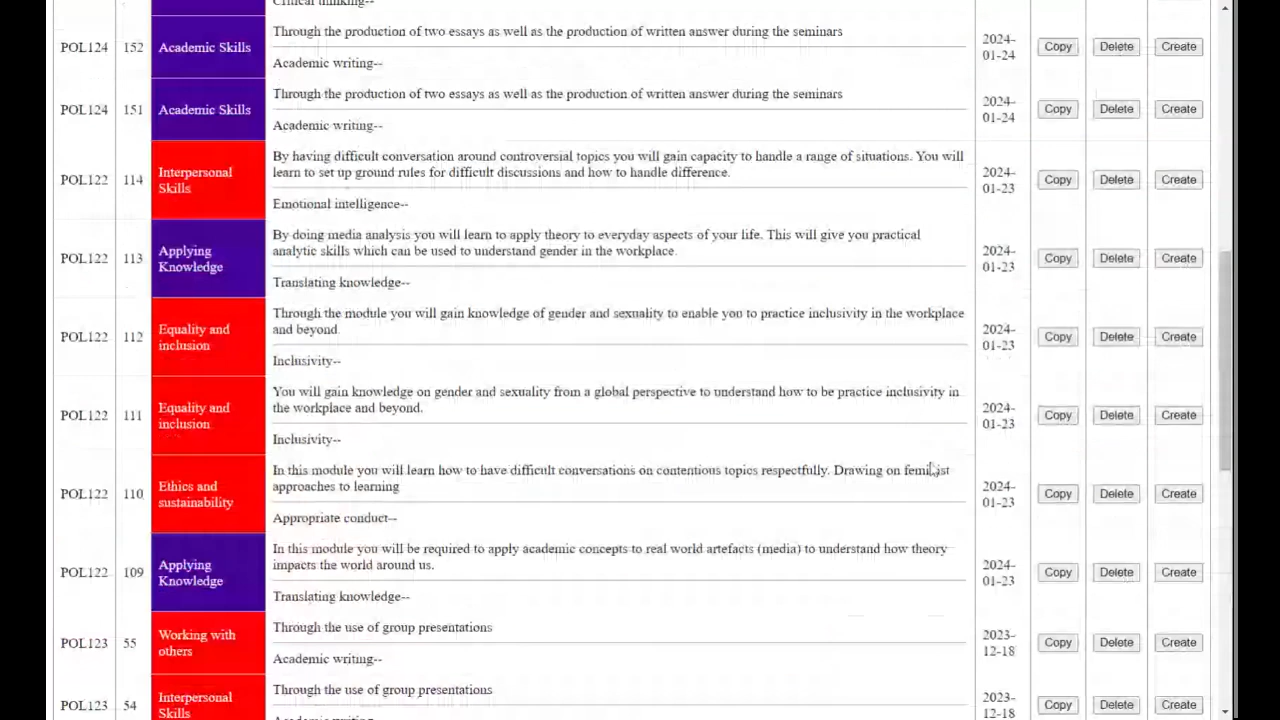 Critical thinking--
POL124 152 Academic Skills
Through the production of two essays as well as the production of written answer during the seminars
Academic writing--
2024-
01-24
Copy Delete Create
POL124 151 Academic Skills
Through the production of two essays as well as the production of written answer during the seminars
Academic writing--
2024-
01-24
Copy Delete Create
POL122 114 Interpersonal
Skills
By having difficult conversation around controversial topics you will gain capacity to handle a range of situations. You will
learn to set up ground rules for difficult discussions and how to handle difference.
Emotional intelligence--
2024-
01-23
Copy Delete Create
POL122 113 Applying
Knowledge
By doing media analysis you will learn to apply theory to everyday aspects of your life. This will give you practical
analytic skills which can be used to understand gender in the workplace.
Translating knowledge--
2024-
01-23
Copy Delete Create
POL122 112 Equality and
inclusion
Through the module you will gain knowledge of gender and sexuality to enable you to practice inclusivity in the workplace
and beyond.
Inclusivity--
2024-
01-23
Copy Delete Create
POL122 111 Equality and
inclusion
You will gain knowledge on gender and sexuality from a global perspective to understand how to be practice inclusivity in
the workplace and beyond.
Inclusivity--
2024-
01-23
Copy Delete Create
POL122 110 Ethics and
sustainability
In this module you will learn how to have difficult conversations on contentious topics respectfully. Drawing on feminist
approaches to learning
Appropriate conduct--
2024-
01-23
Copy Delete Create
POL122 109 Applying
Knowledge
In this module you will be required to apply academic concepts to real world artefacts (media) to understand how theory
impacts the world around us.
Translating knowledge--
2024-
01-23
Copy Delete Create
POL123 55 Working with
others
Through the use of group presentations
Academic writing--
2023-
12-18
Copy Delete Create
POL123 54 Interpersonal
Skills
Through the use of group presentations
Academic writing--
2023-
12-18
Copy Delete Create